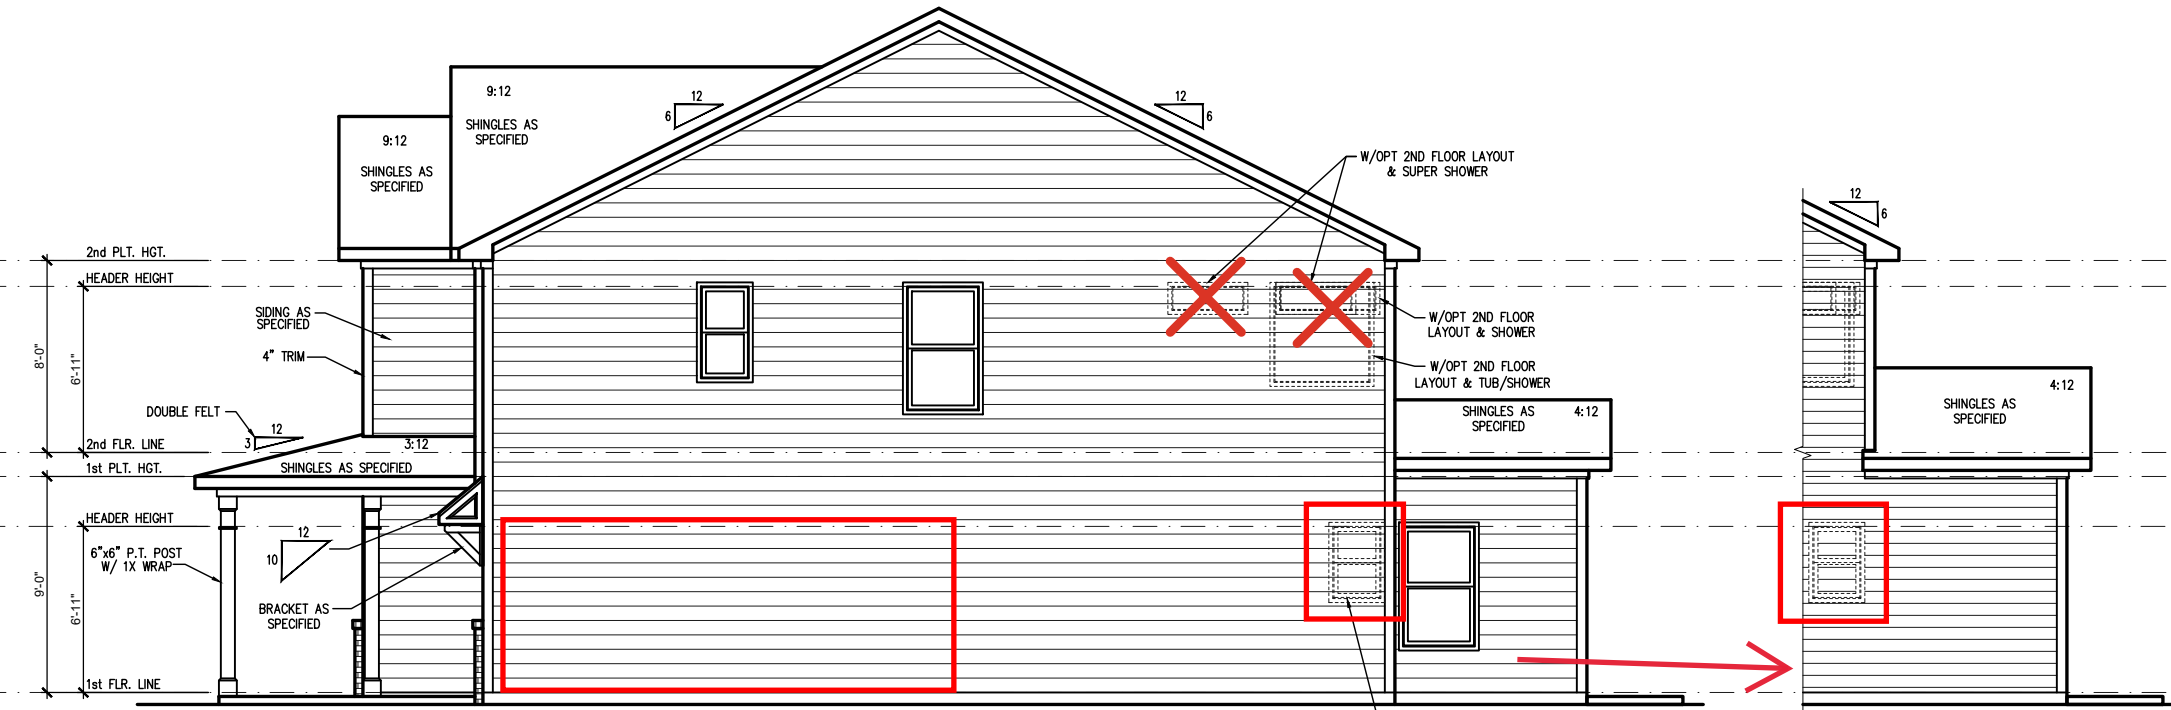 9:12
SHINGLES AS
SPECIFIED
12
6
9:12
SHINGLES AS
SPECIFIED
12
6
W/OPT 2ND FLOOR LAYOUT
& SUPER SHOWER
12
6
2nd PLT. HGT.
HEADER HEIGHT
SIDING AS
SPECIFIED
4" TRIM
8'-0"
6'-11"
W/OPT 2ND FLOOR
LAYOUT & SHOWER
W/OPT 2ND FLOOR
LAYOUT & TUB/SHOWER
SHINGLES AS
SPECIFIED
4:12
4:12
SHINGLES AS
SPECIFIED
DOUBLE FELT
12
3
2nd FLR. LINE
3:12
1st PLT. HGT.
SHINGLES AS SPECIFIED
HEADER HEIGHT
12
10
6"x6" P.T. POST
W/ 1X WRAP
9'-0"
6'-11"
BRACKET AS
SPECIFIED
1st FLR. LINE